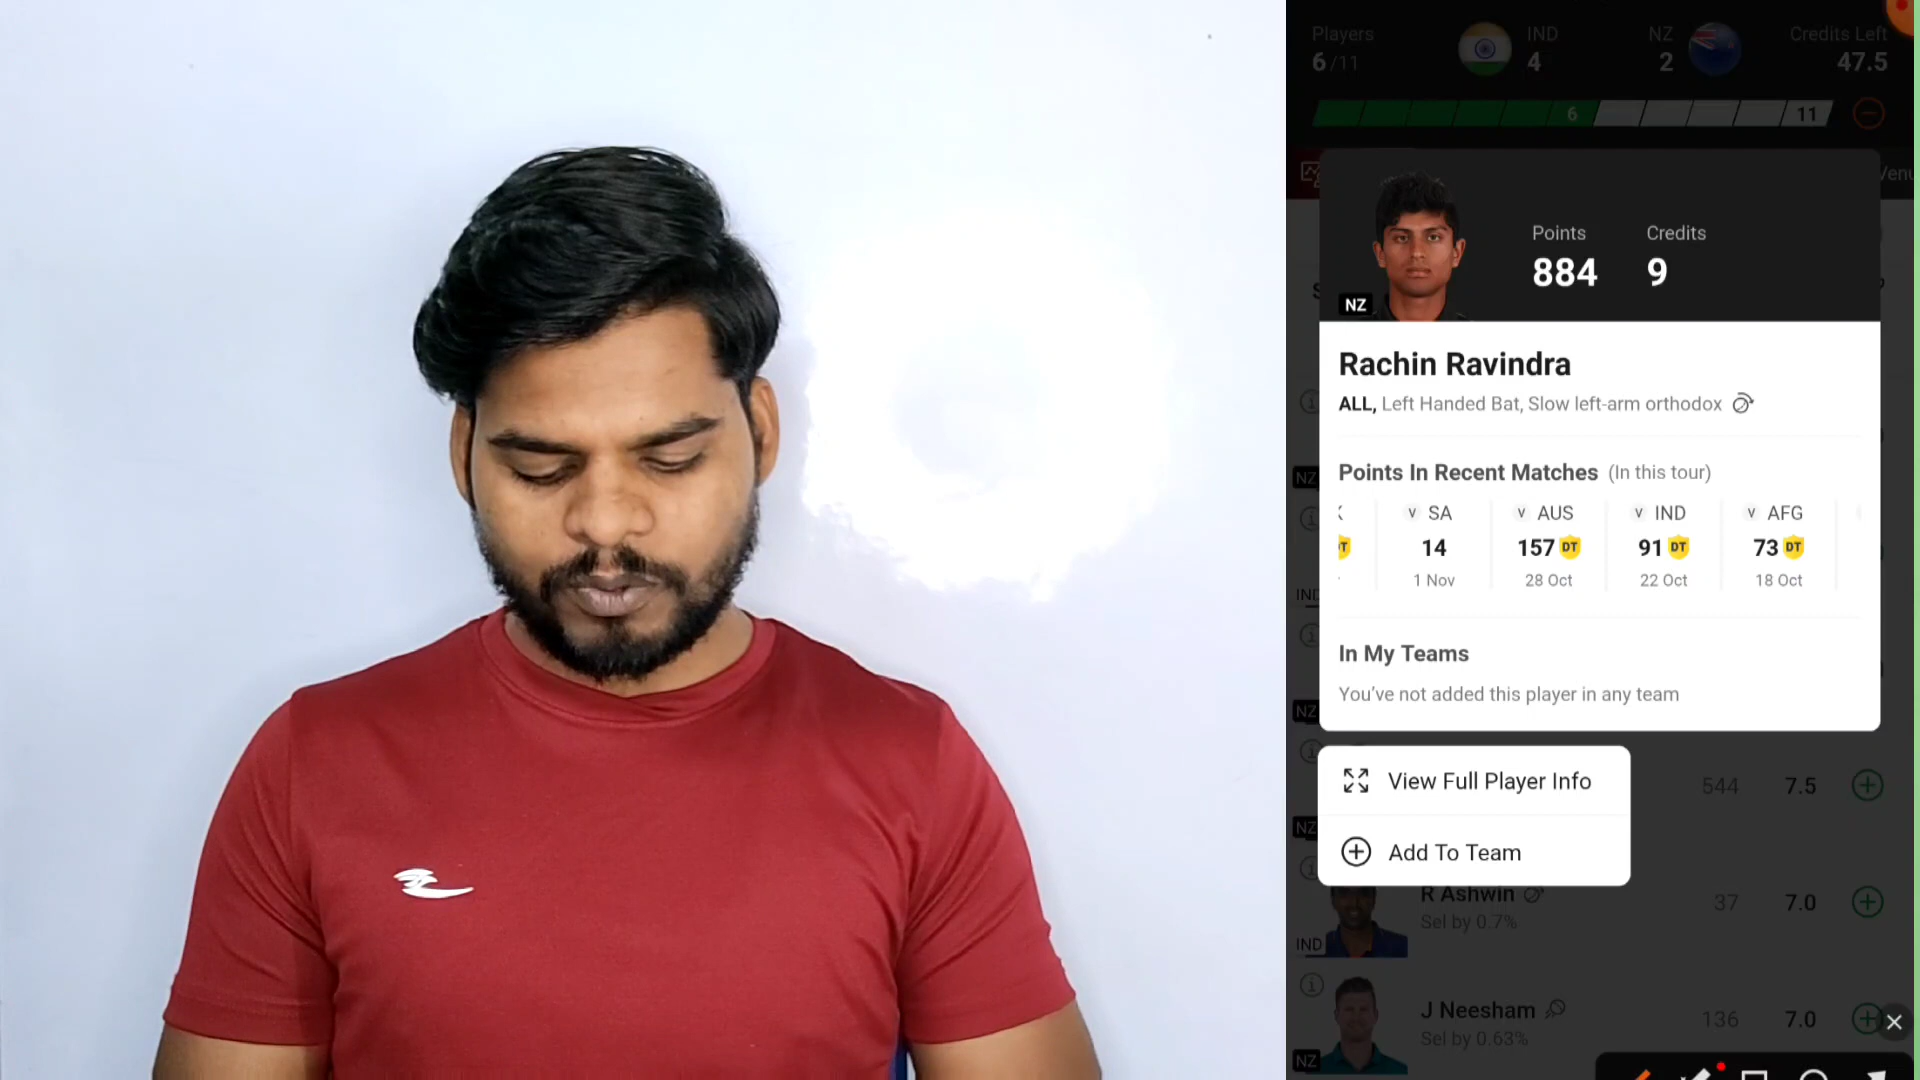 Players IND NZ Credits Left
6/11 4 2 47.5
6 11
Points Credits
884 9
NZ
Rachin Ravindra
ALL, Left Handed Bat, Slow left-arm orthodox
Points In Recent Matches (In this tour)
v SA v AUS v IND v AFG
14 157 DT 91 DT 73 DT
1 Nov 28 Oct 22 Oct 18 Oct
In My Teams
You've not added this player in any team
NZ
IND
NZ
View Full Player Info 544 7.5
NZ
Add To Team
R Ashwin 37 7.0
Sel by 0.7%
IND
J Neesham 136 7.0
Sel by 0.63%
NZ